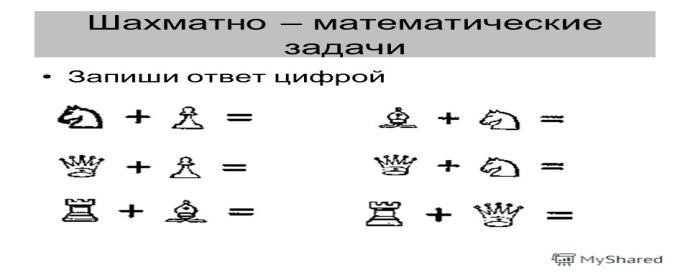 Шахматно – математические
задачи
• Запиши ответ цифрой
+ =
+ =
+ =
+ =
+ =
+ =
MyShared